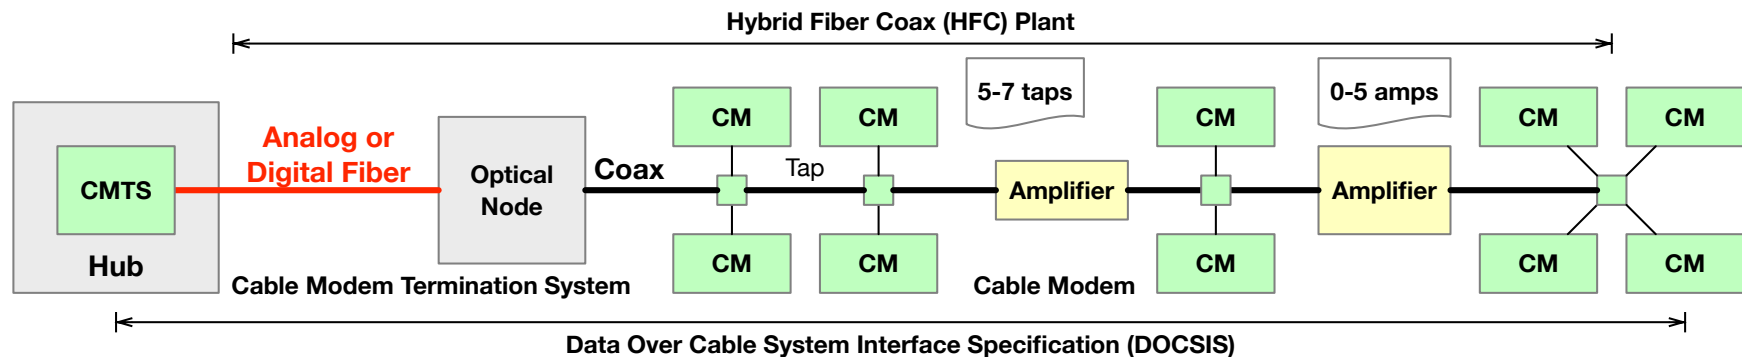 Hybrid Fiber Coax (HFC) Plant
5-7 taps
0-5 amps
CM
CM
CM
CM
CM
Analog or
Digital Fiber
CMTS
Optical
Node
Coax
Tap
Amplifier
Amplifier
Hub
CM
CM
CM
CM
CM
Cable Modem Termination System
Cable Modem
Data Over Cable System Interface Specification (DOCSIS)